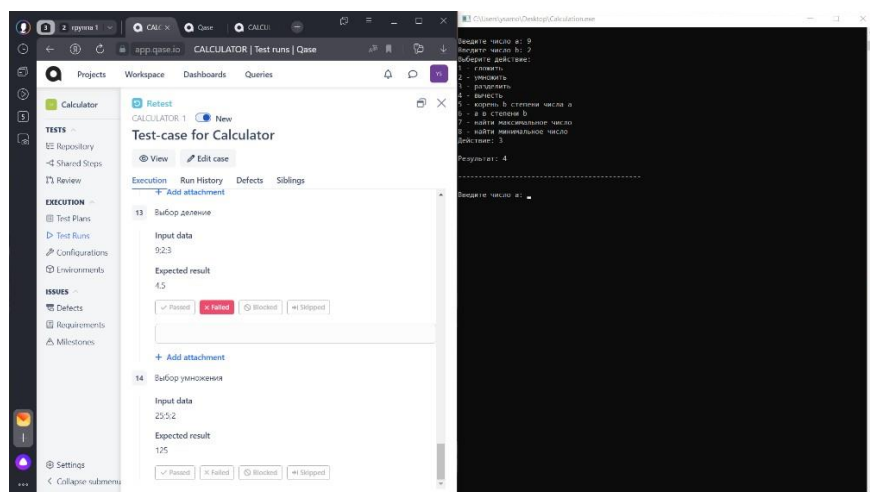 3
2 группа 1
CALC
Qase
CALCU
app.qase.io
CALCULATOR | Test runs | Qase
Projects
Workspace
Dashboards
Queries
YS
Calculator
TESTS
Repository
Shared Steps
Review
EXECUTION
Test Plans
Test Runs
Configurations
Environments
ISSUES
Defects
Requirements
Milestones
Settings
Collapse submenu
Retest
CALCULATOR 1
New
Test-case for Calculator
View
Edit case
Execution
Run History
Defects
Siblings
+ Add attachment
13 Выбор деление
Input data
9;2;3
Expected result
4,5
Passed
Failed
Blocked
Skipped
+ Add attachment
14 Выбор умножения
Input data
25;5;2
Expected result
125
Passed
Failed
Blocked
Skipped
Введите число a: 9
Введите число b: 2
Выберите действие:
1 - сложить
2 - умножить
3 - разделить
4 - вычесть
5 - корень b степени числа a
6 - a в степени b
7 - найти максимальное число
8 - найти минимальное число
Действие: 3
Результат: 4
Введите число a: